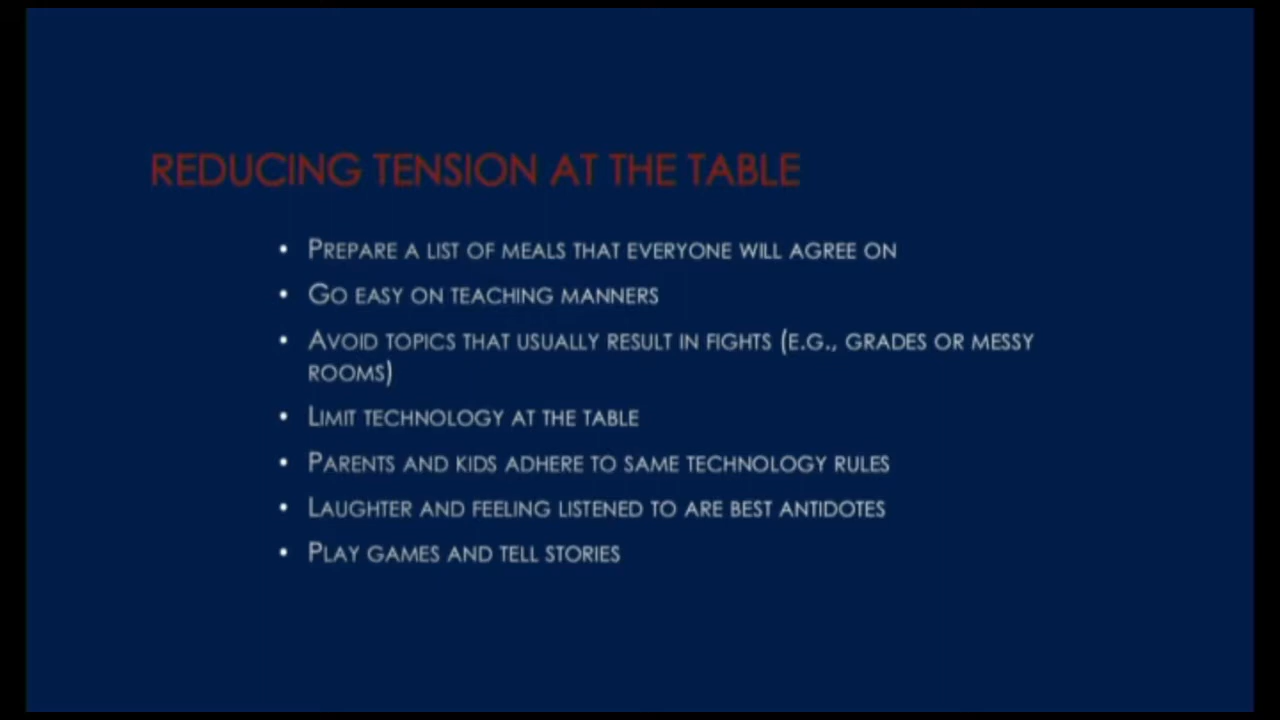 REDUCING TENSION AT THE TABLE
• PREPARE A LIST OF MEALS THAT EVERYONE WILL AGREE ON
• GO EASY ON TEACHING MANNERS
• AVOID TOPICS THAT USUALLY RESULT IN FIGHTS (E.G., GRADES OR MESSY
ROOMS)
• LIMIT TECHNOLOGY AT THE TABLE
• PARENTS AND KIDS ADHERE TO SAME TECHNOLOGY RULES
• LAUGHTER AND FEELING LISTENED TO ARE BEST ANTIDOTES
• PLAY GAMES AND TELL STORIES